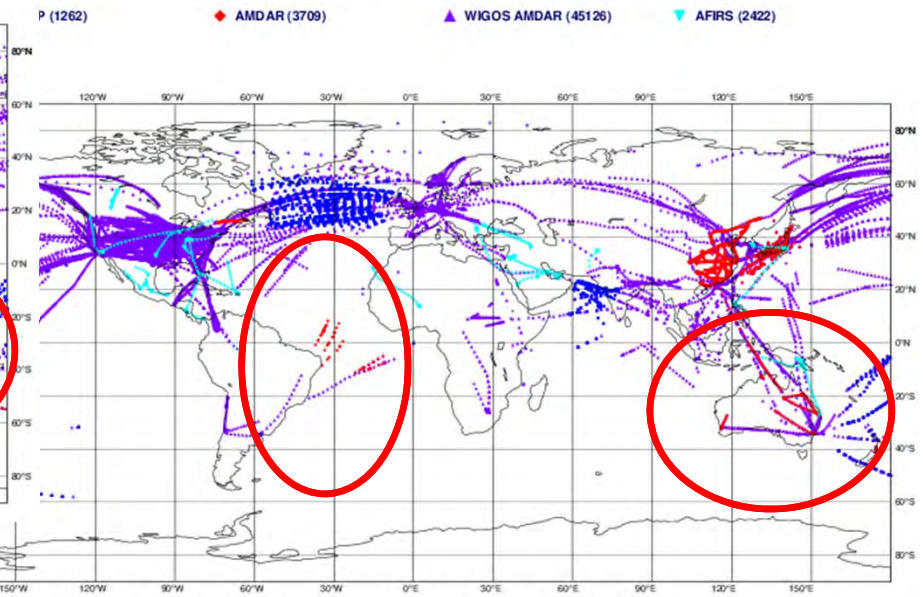 P (1262) AMDAR (3709) WIGOS AMDAR (45126) AFIRS (2422)
80°N
120°W 90°W 60°W 30°W 0°E 30°E 60°E 90°E 120°E 150°E
60°N 80°N
40°N 60°N
20°N 40°N
0°N 20°N
20°S 0°N
40°S 20°S
60°S 40°S
60°S
80°S
80°S
150°W 120°W 90°W 60°W 30°W 0°E 30°E 60°E 90°E 120°E 150°E